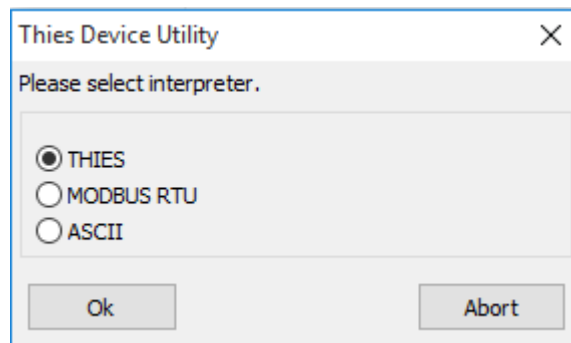 Thies Device Utility
Please select interpreter.
THIES
MODBUS RTU
ASCII
Ok Abort